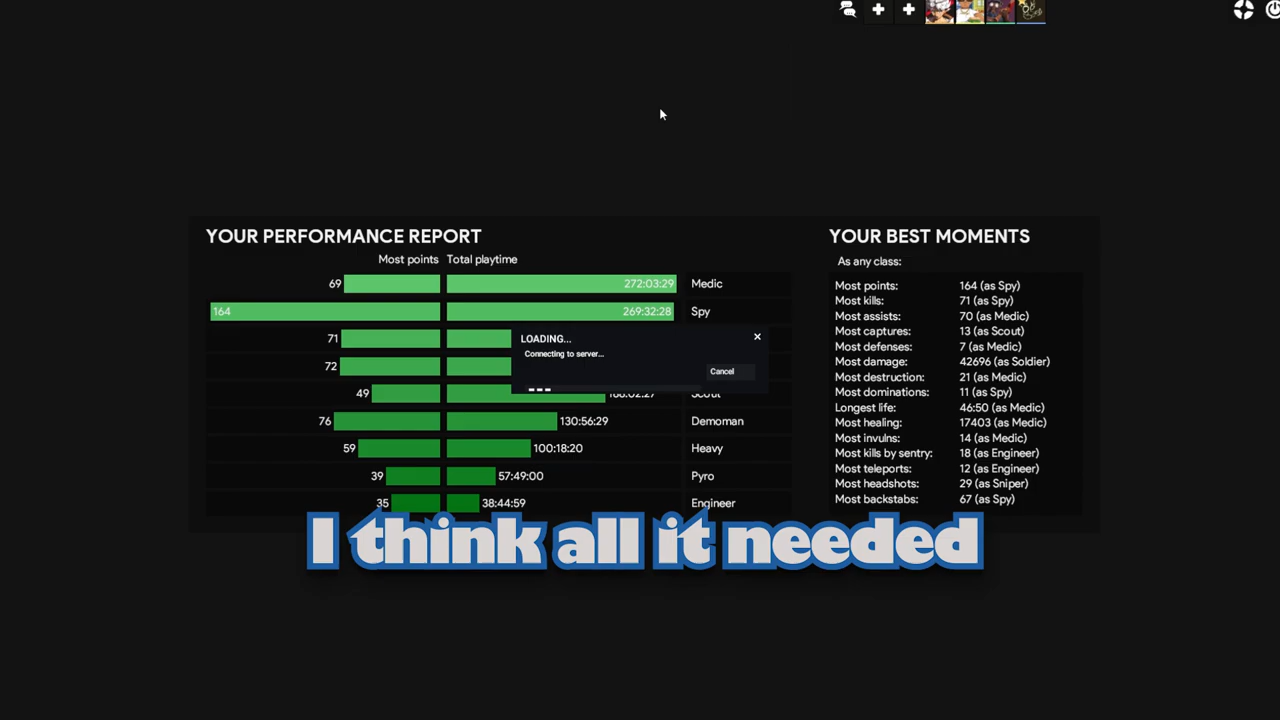 YOUR PERFORMANCE REPORT
Most points Total playtime
69 272:03:29 Medic
164 269:32:28 Spy
71
72
49
76 130:56:29 Demoman
59 100:18:20 Heavy
39 57:49:00 Pyro
35 38:44:59 Engineer
LOADING...
Connecting to server...
Cancel
YOUR BEST MOMENTS
As any class:
Most points: 164 (as Spy)
Most kills: 71 (as Spy)
Most assists: 70 (as Medic)
Most captures: 13 (as Scout)
Most defenses: 7 (as Medic)
Most damage: 42696 (as Soldier)
Most destruction: 21 (as Medic)
Most dominations: 11 (as Spy)
Longest life: 46:50 (as Medic)
Most healing: 17403 (as Medic)
Most invulns: 14 (as Medic)
Most kills by sentry: 18 (as Engineer)
Most teleports: 12 (as Engineer)
Most headshots: 29 (as Sniper)
Most backstabs: 67 (as Spy)
I think all it needed